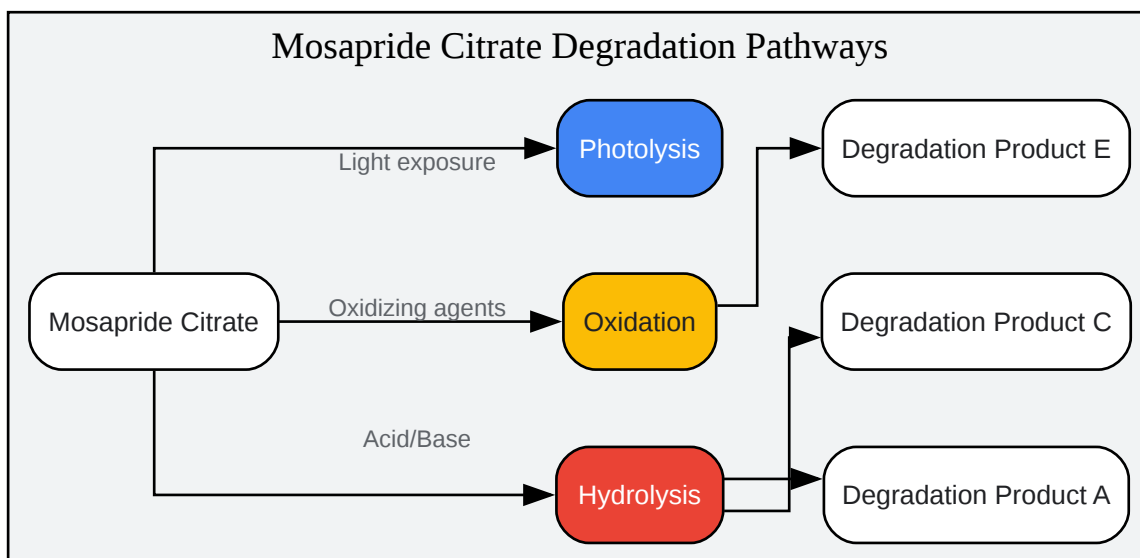 Mosapride Citrate Degradation Pathways
Light exposure
Photolysis
Degradation Product E
Mosapride Citrate
Oxidizing agents
Oxidation
Degradation Product C
Acid/Base
Hydrolysis
Degradation Product A